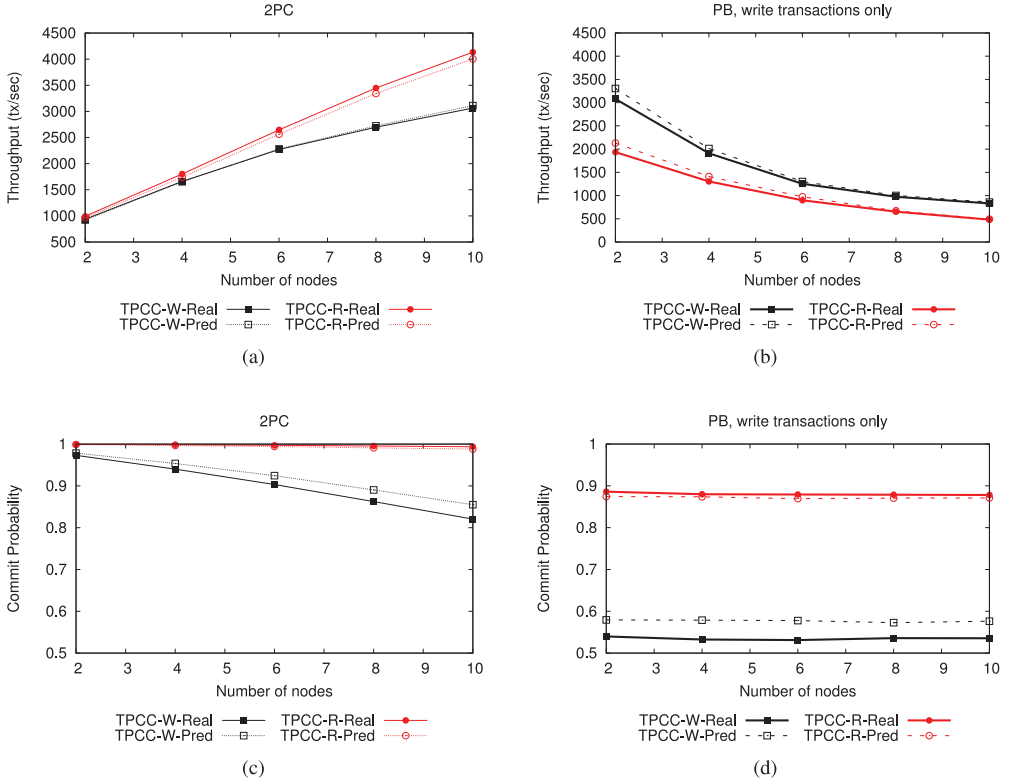 2PC
Throughput (tx/sec)
4500
4000
3500
3000
2500
2000
1500
1000
500
2 3 4 5 6 7 8 9 10
Number of nodes
TPCC-W-Real TPCC-R-Real
TPCC-W-Pred TPCC-R-Pred
(a)
PB, write transactions only
Throughput (tx/sec)
4500
4000
3500
3000
2500
2000
1500
1000
500
0
2 3 4 5 6 7 8 9 10
Number of nodes
TPCC-W-Real TPCC-R-Real
TPCC-W-Pred TPCC-R-Pred
(b)
2PC
Commit Probability
1
0.9
0.8
0.7
0.6
0.5
2 3 4 5 6 7 8 9 10
Number of nodes
TPCC-W-Real TPCC-R-Real
TPCC-W-Pred TPCC-R-Pred
(c)
PB, write transactions only
Commit Probability
1
0.9
0.8
0.7
0.6
0.5
2 3 4 5 6 7 8 9 10
Number of nodes
TPCC-W-Real TPCC-R-Real
TPCC-W-Pred TPCC-R-Pred
(d)